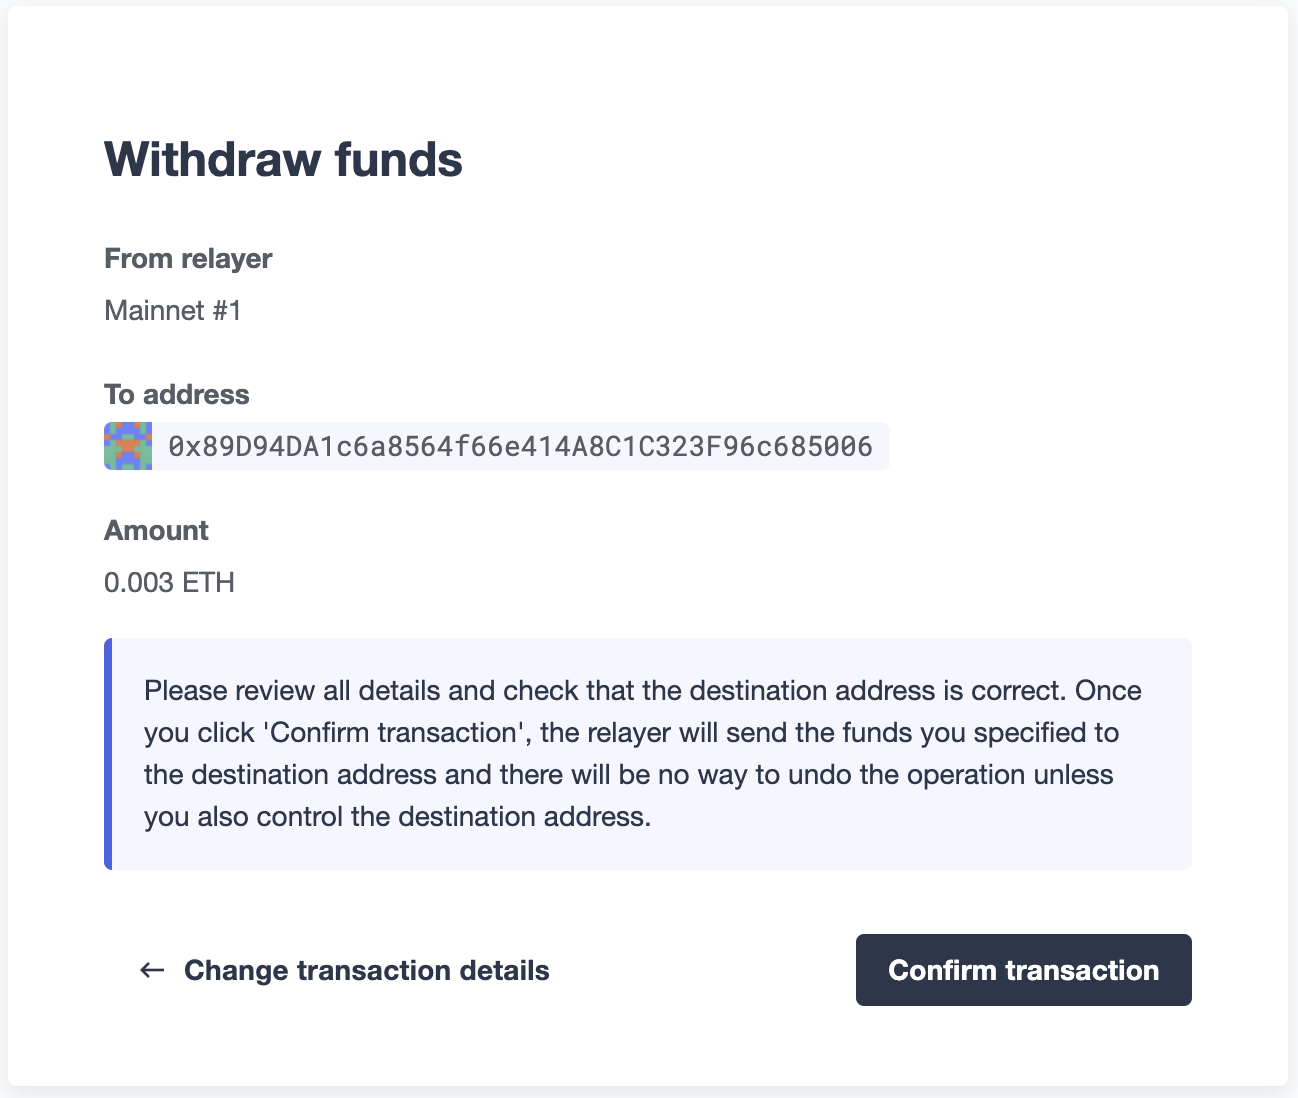 Withdraw funds
From relayer
Mainnet #1
To address
0x89D94DA1c6a8564f66e414A8C1C323F96c685006
Amount
0.003 ETH
Please review all details and check that the destination address is correct. Once
you click 'Confirm transaction', the relayer will send the funds you specified to
the destination address and there will be no way to undo the operation unless
you also control the destination address.
← Change transaction details
Confirm transaction